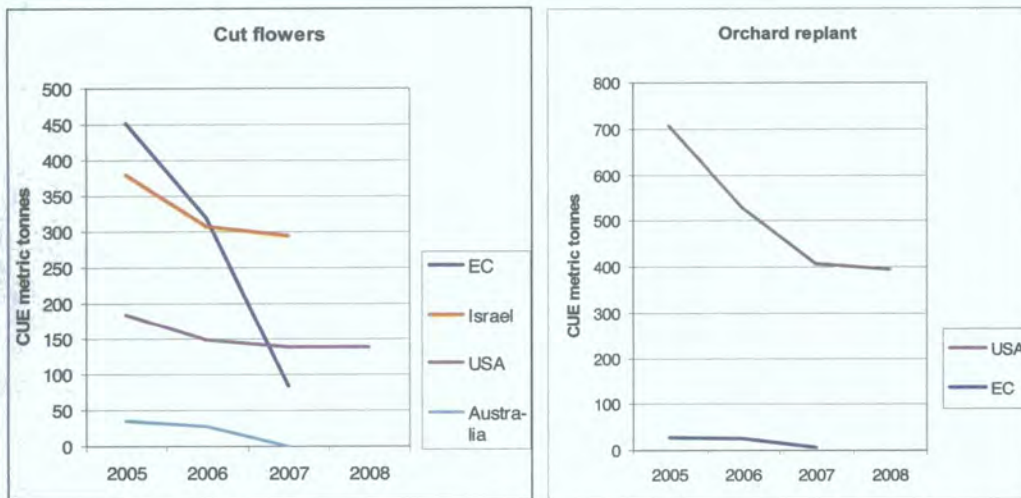 Cut flowers
CUE metric tonnes
500
450
400
350
300
250
200
150
100
50
0
2005 2006 2007 2008
EC
Israel
USA
Austra-
lia
Orchard replant
CUE metric tonnes
800
700
600
500
400
300
200
100
0
2005 2006 2007 2008
USA
EC